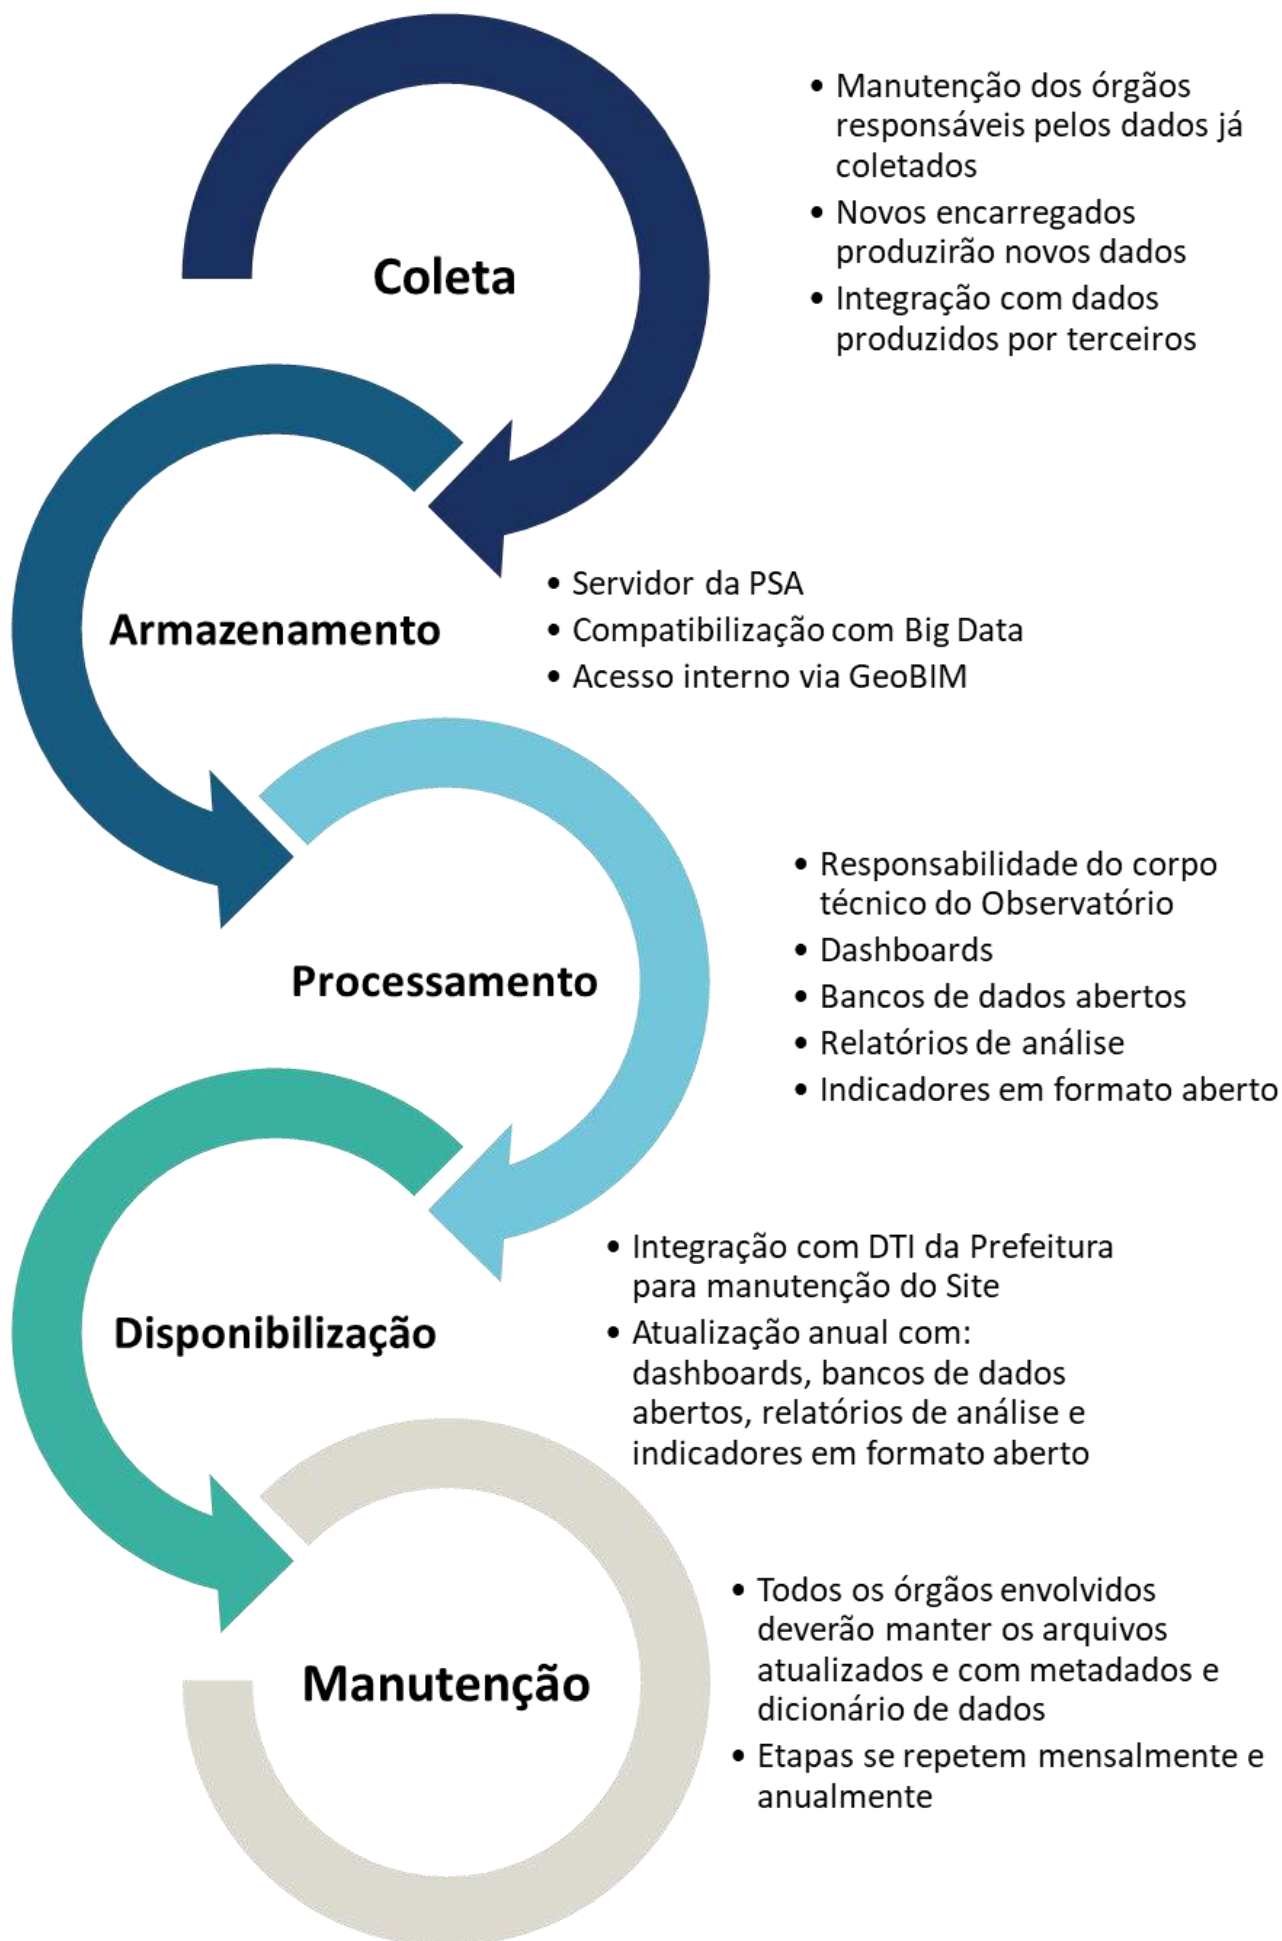 Coleta
• Manutenção dos órgãos
responsáveis pelos dados já
coletados
• Novos encarregados
produzirão novos dados
• Integração com dados
produzidos por terceiros
Armazenamento
• Servidor da PSA
• Compatibilização com Big Data
• Acesso interno via GeoBIM
Processamento
• Responsabilidade do corpo
técnico do Observatório
• Dashboards
• Bancos de dados abertos
• Relatórios de análise
• Indicadores em formato aberto
Disponibilização
• Integração com DTI da Prefeitura
para manutenção do Site
• Atualização anual com:
dashboards, bancos de dados
abertos, relatórios de análise e
indicadores em formato aberto
Manutenção
• Todos os órgãos envolvidos
deverão manter os arquivos
atualizados e com metadados e
dicionário de dados
• Etapas se repetem mensalmente e
anualmente